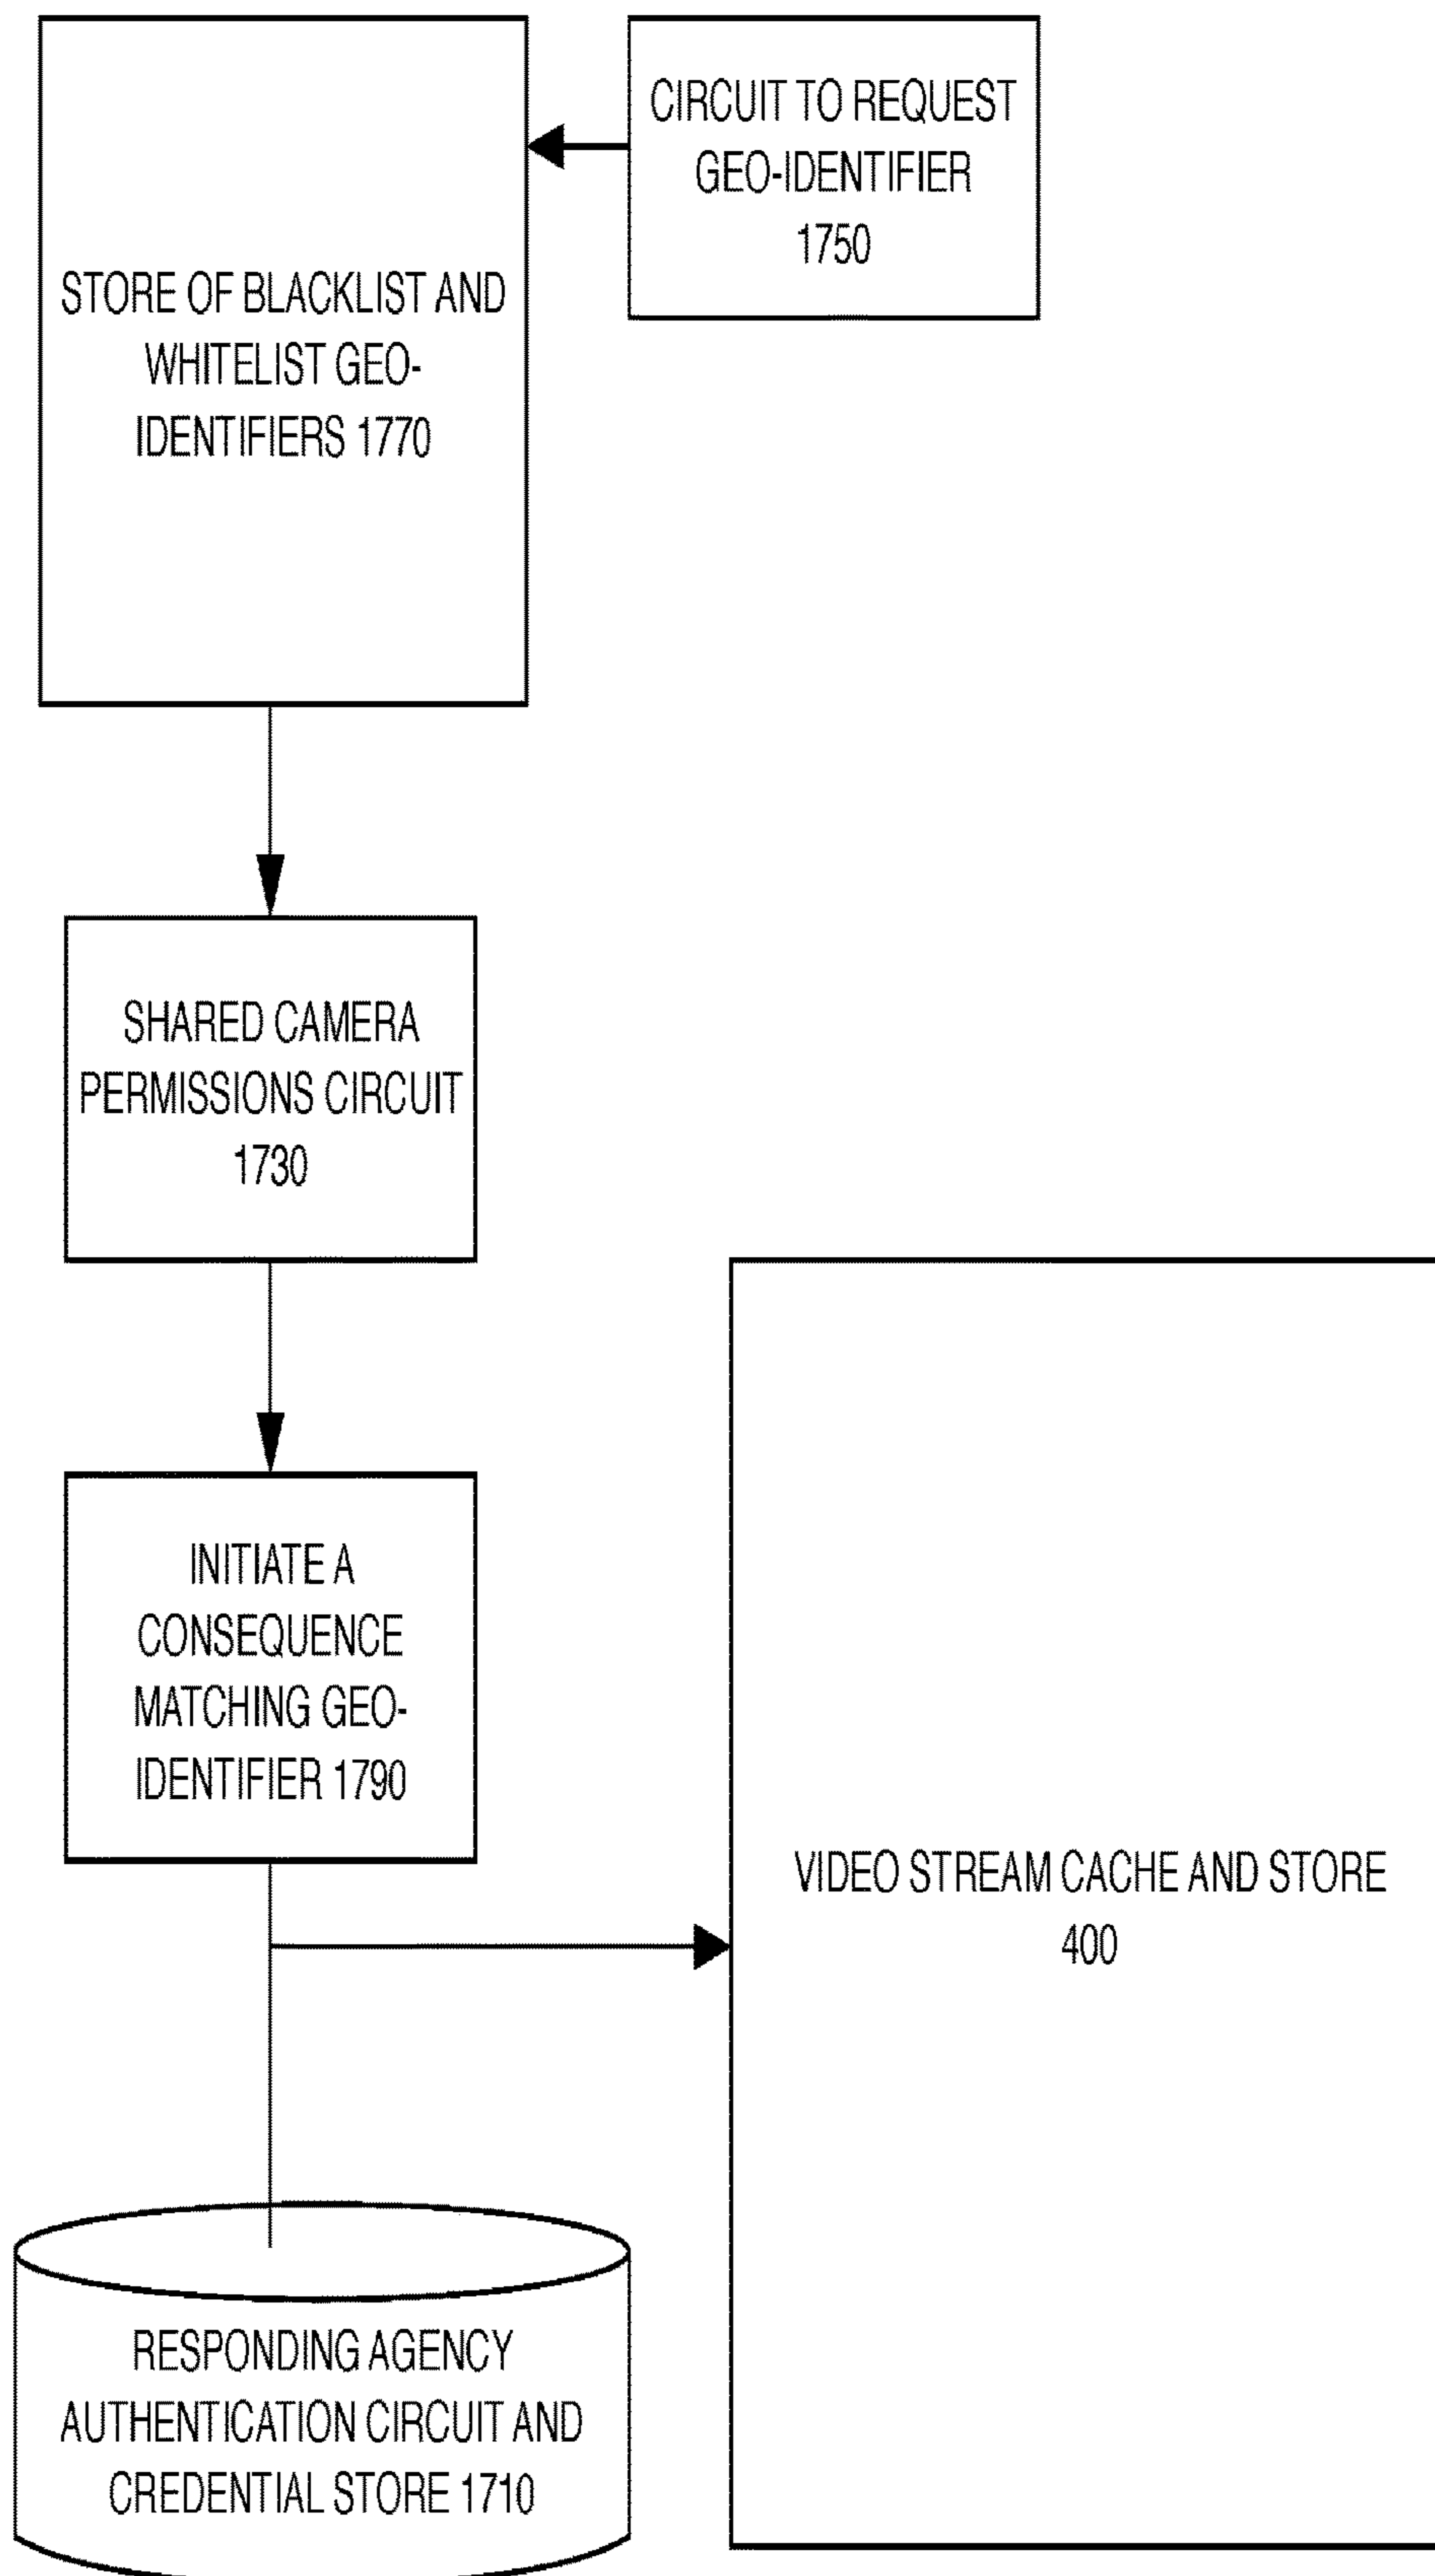 CIRCUIT TO REQUEST
GEO-IDENTIFIER
1750
STORE OF BLACKLIST AND
WHITELIST GEO-
IDENTIFIERS 1770
SHARED CAMERA
PERMISSIONS CIRCUIT
1730
INITIATE A
CONSEQUENCE
MATCHING GEO-
IDENTIFIER 1790
VIDEO STREAM CACHE AND STORE
400
RESPONDING AGENCY
AUTHENTICATION CIRCUIT AND
CREDENTIAL STORE 1710